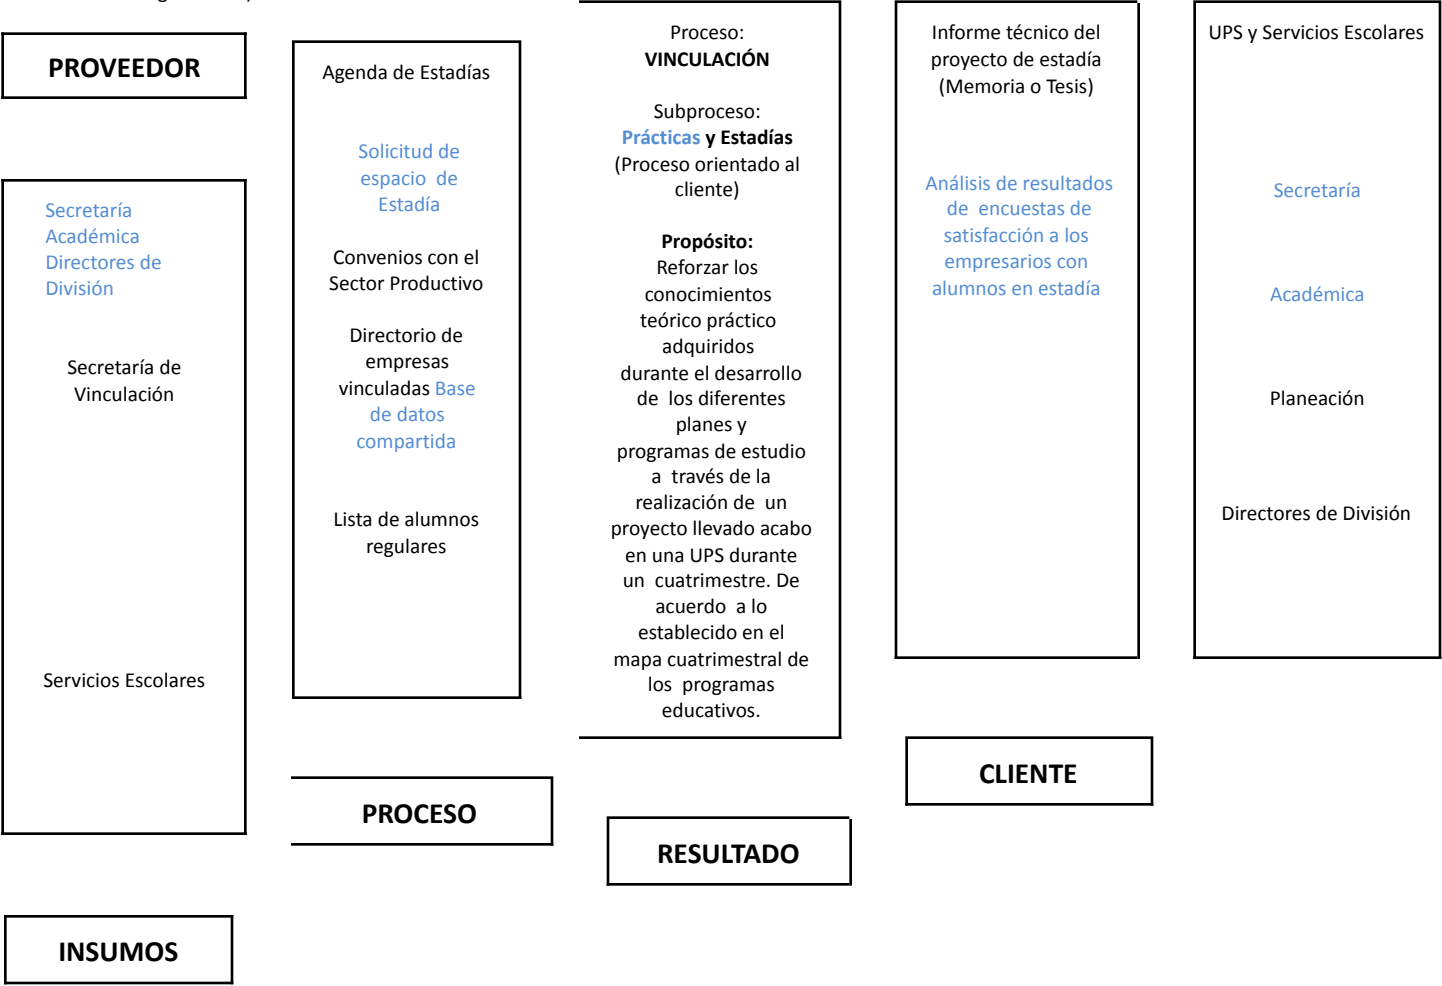 PROVEEDOR
Secretaría
Académica
Directores de
División
Secretaría de
Vinculación
Servicios Escolares
INSUMOS
Agenda de Estadías
Solicitud de
espacio de
Estadía
Convenios con el
Sector Productivo
Directorio de
empresas
vinculadas Base
de datos
compartida
Lista de alumnos
regulares
PROCESO
Proceso:
VINCULACIÓN
Subproceso:
Prácticas y Estadías
(Proceso orientado al
cliente)
Propósito:
Reforzar los
conocimientos
teórico práctico
adquiridos
durante el desarrollo
de los diferentes
planes y
programas de estudio
a través de la
realización de un
proyecto llevado acabo
en una UPS durante
un cuatrimestre. De
acuerdo a lo
establecido en el
mapa cuatrimestral de
los programas
educativos.
RESULTADO
Informe técnico del
proyecto de estadía
(Memoria o Tesis)
Análisis de resultados
de encuestas de
satisfacción a los
empresarios con
alumnos en estadía
CLIENTE
UPS y Servicios Escolares
Secretaría
Académica
Planeación
Directores de División